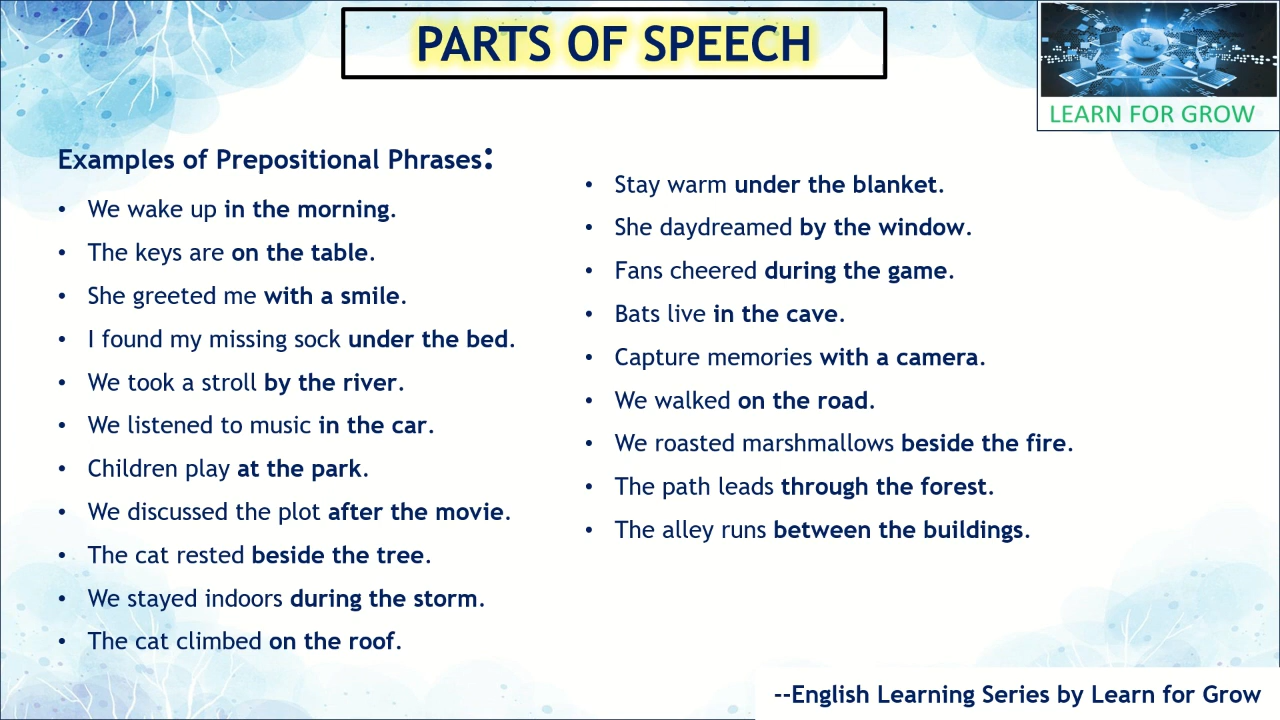 PARTS OF SPEECH
LEARN FOR GROW
Examples of Prepositional Phrases:
• We wake up in the morning.
• The keys are on the table.
• She greeted me with a smile.
• I found my missing sock under the bed.
• We took a stroll by the river.
• We listened to music in the car.
• Children play at the park.
• We discussed the plot after the movie.
• The cat rested beside the tree.
• We stayed indoors during the storm.
• The cat climbed on the roof.
• Stay warm under the blanket.
• She daydreamed by the window.
• Fans cheered during the game.
• Bats live in the cave.
• Capture memories with a camera.
• We walked on the road.
• We roasted marshmallows beside the fire.
• The path leads through the forest.
• The alley runs between the buildings.
--English Learning Series by Learn for Grow